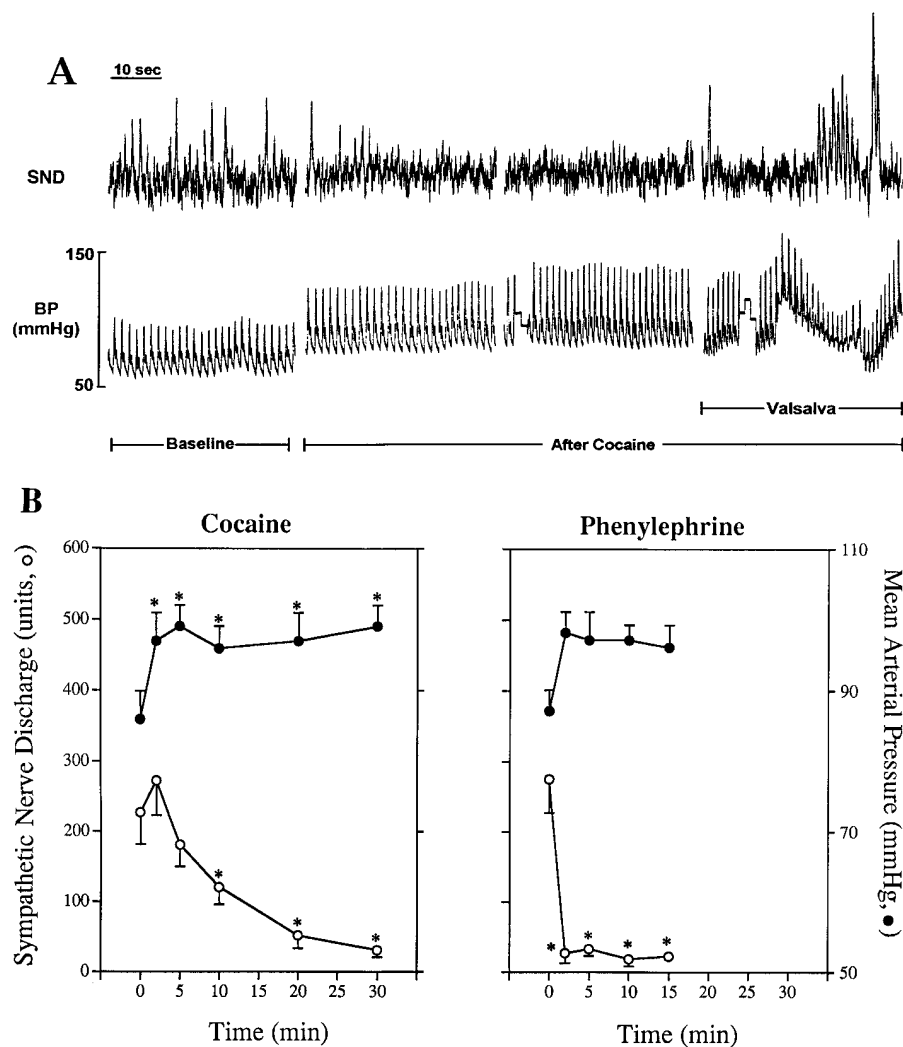 A
10 sec
SND
150
BP
(mmHg)
50
Valsalva
Baseline
After Cocaine
B
Cocaine
Phenylephrine
Sympathetic Nerve Discharge (units, o)
600
500
400
300
200
100
0
* * * * *
* * *
0 5 10 15 20 25 30
Time (min)
* * * *
0 5 10 15 20 25 30
Time (min)
110
90
70
50
Mean Arterial Pressure (mmHg, ●)